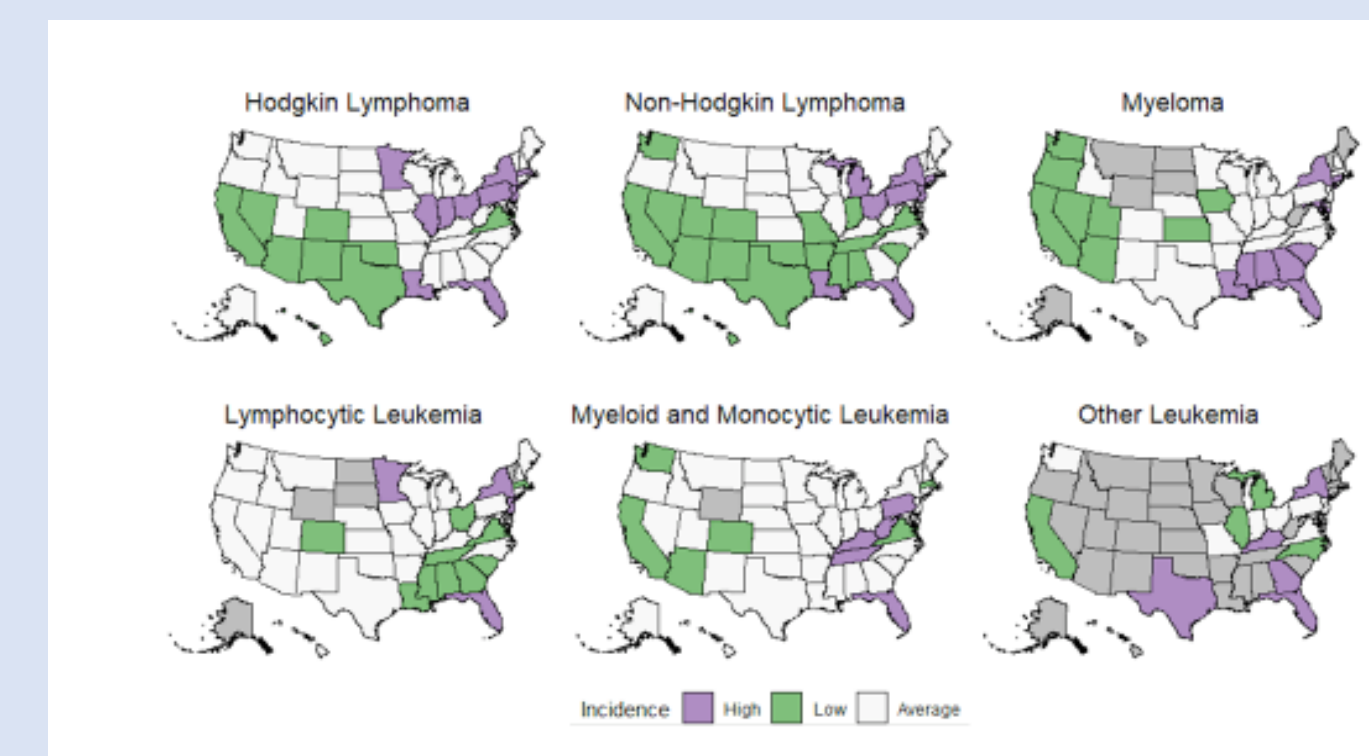 Hodgkin Lymphoma
Non-Hodgkin Lymphoma
Myeloma
Lymphocytic Leukemia
Myeloid and Monocytic Leukemia
Other Leukemia
Incidence High Low Average